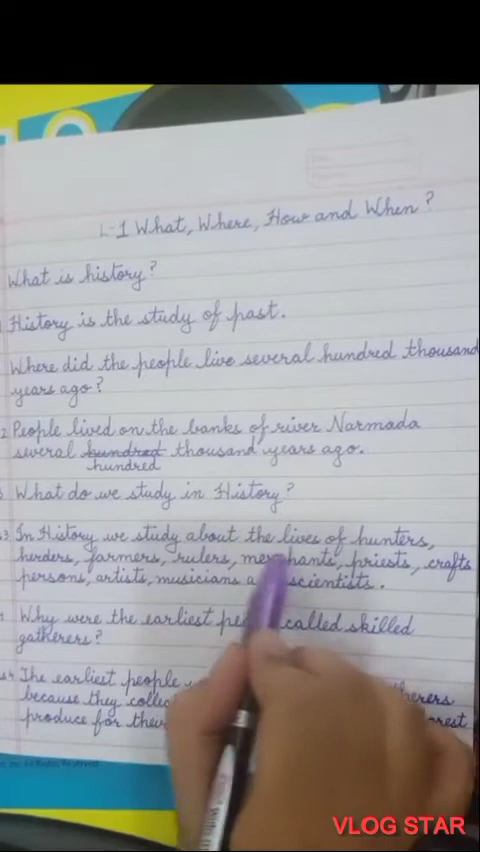 L-1 What, Where, How and When?
What is history?
History is the study of past.
Where did the people live several hundred thousand
years ago?
2. People lived on the banks of river Narmada
several hundred thousand years ago.
hundred
What do we study in History?
3. In History we study about the lives of hunters,
herders, farmers, rulers, merchants, priests, crafts
persons, artists, musicians scientists.
Why were the earliest called skilled
gatherers?
4. The earliest people
because they
produce for their
VLOG STAR